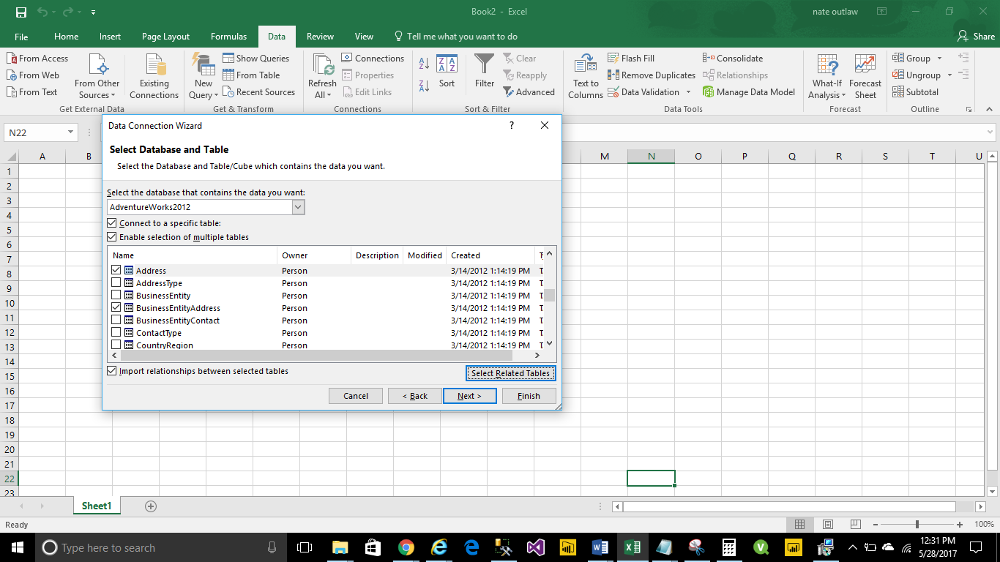 Book2 - Excel
nate outlaw
File Home Insert Page Layout Formulas Data Review View Tell me what you want to do Share
From Access
From Web
From Text
From Other Sources
Existing Connections
Get External Data
New Query
Show Queries
From Table
Recent Sources
Get & Transform
Refresh All
Connections
Properties
Edit Links
Connections
Sort
Filter
Clear
Reapply
Advanced
Sort & Filter
Text to Columns
Flash Fill
Remove Duplicates
Data Validation
Consolidate
Relationships
Manage Data Model
Data Tools
What-If Analysis
Forecast Sheet
Forecast
Group
Ungroup
Subtotal
Outline
N22
A B M N O P Q R S T U
1
2
3
4
5
6
7
8
9
10
11
12
13
14
15
16
17
18
19
20
21
22
23
Data Connection Wizard ?
Select Database and Table
Select the Database and Table/Cube which contains the data you want.
Select the database that contains the data you want:
AdventureWorks2012
Connect to a specific table:
Enable selection of multiple tables
Name Owner Description Modified Created
Address Person 3/14/2012 1:14:19 PM T
AddressType Person 3/14/2012 1:14:19 PM T
BusinessEntity Person 3/14/2012 1:14:19 PM T
BusinessEntityAddress Person 3/14/2012 1:14:19 PM T
BusinessEntityContact Person 3/14/2012 1:14:19 PM T
ContactType Person 3/14/2012 1:14:19 PM T
CountryRegion Person 3/14/2012 1:14:19 PM T
Import relationships between selected tables
Select Related Tables
Cancel < Back Next > Finish
Sheet1
Ready
100%
Type here to search
12:31 PM
5/28/2017